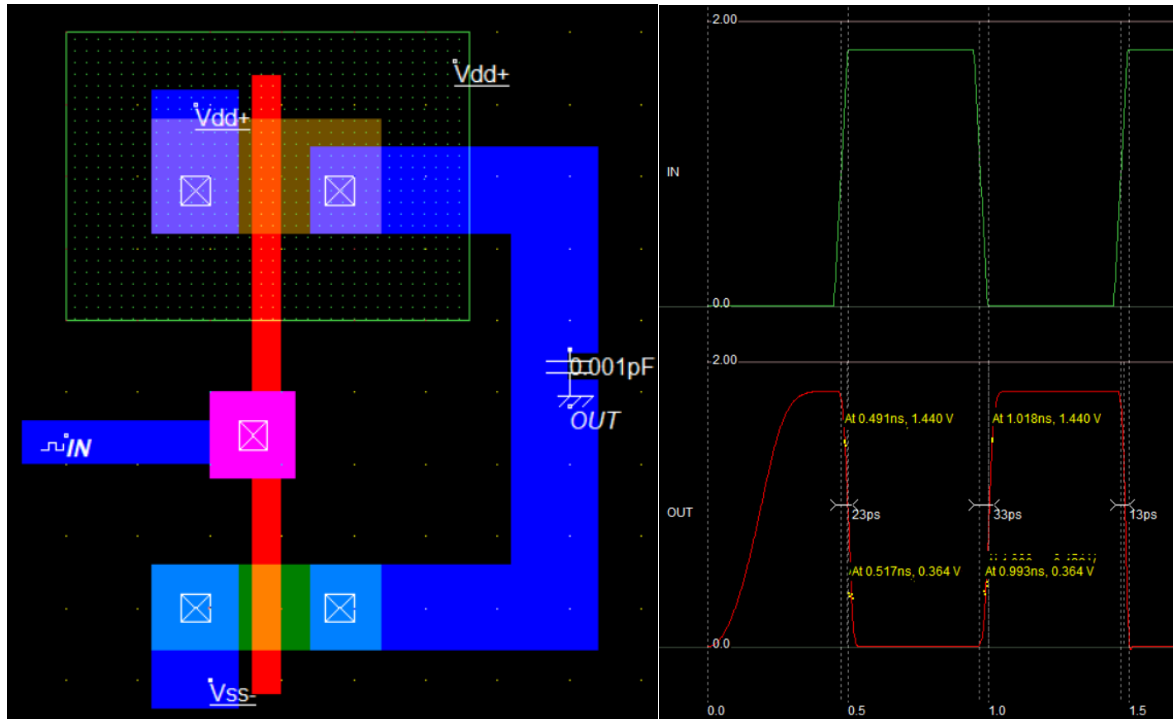 Vdd+
Vdd+
0.001pF
OUT
IN
Vss-
2.00
IN
0.0
2.00
At 0.491ns, 1.440 V
At 1.018ns, 1.440 V
OUT
23ps
33ps
13ps
At 0.517ns, 0.364 V
At 0.993ns, 0.364 V
0.0
0.0
0.5
1.0
1.5